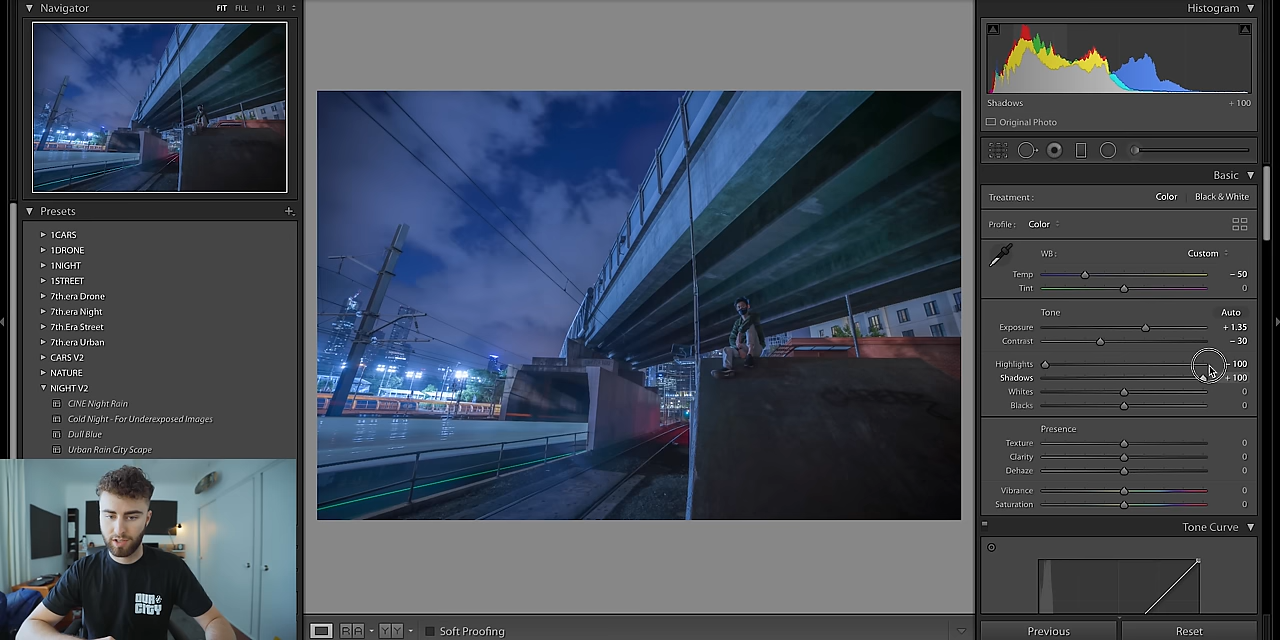 Navigator
FIT FILL 1:1 3:1
Presets
1CARS
1DRONE
1NIGHT
1STREET
7th.era Drone
7th.era Night
7th.Era Street
7th.era Urban
CARS V2
NATURE
NIGHT V2
CINE Night Rain
Cold Night - For Underexposed Images
Dull Blue
Urban Rain City Scape
OUR
CITY
RA YY Soft Proofing
Histogram
Shadows + 100
Original Photo
Basic
Treatment : Color Black & White
Profile : Color
WB : Custom
Temp - 50
Tint 0
Tone Auto
Exposure + 1.35
Contrast - 30
Highlights - 100
Shadows + 100
Whites 0
Blacks 0
Presence
Texture 0
Clarity 0
Dehaze 0
Vibrance 0
Saturation 0
Tone Curve
Previous Reset